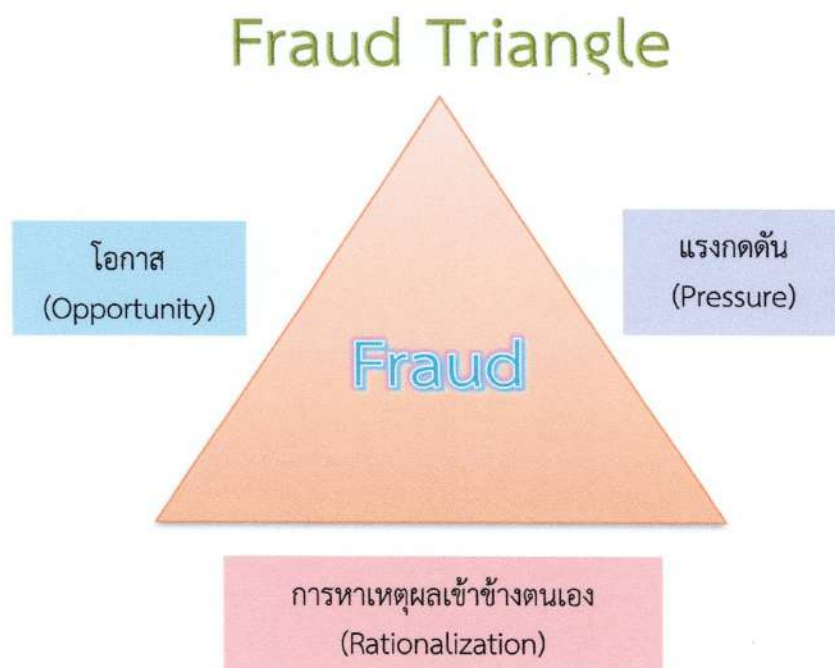 Fraud Triangle
โอกาส
(Opportunity)
แรงกดดัน
(Pressure)
Fraud
การหาเหตุผลเข้าข้างตนเอง
(Rationalization)